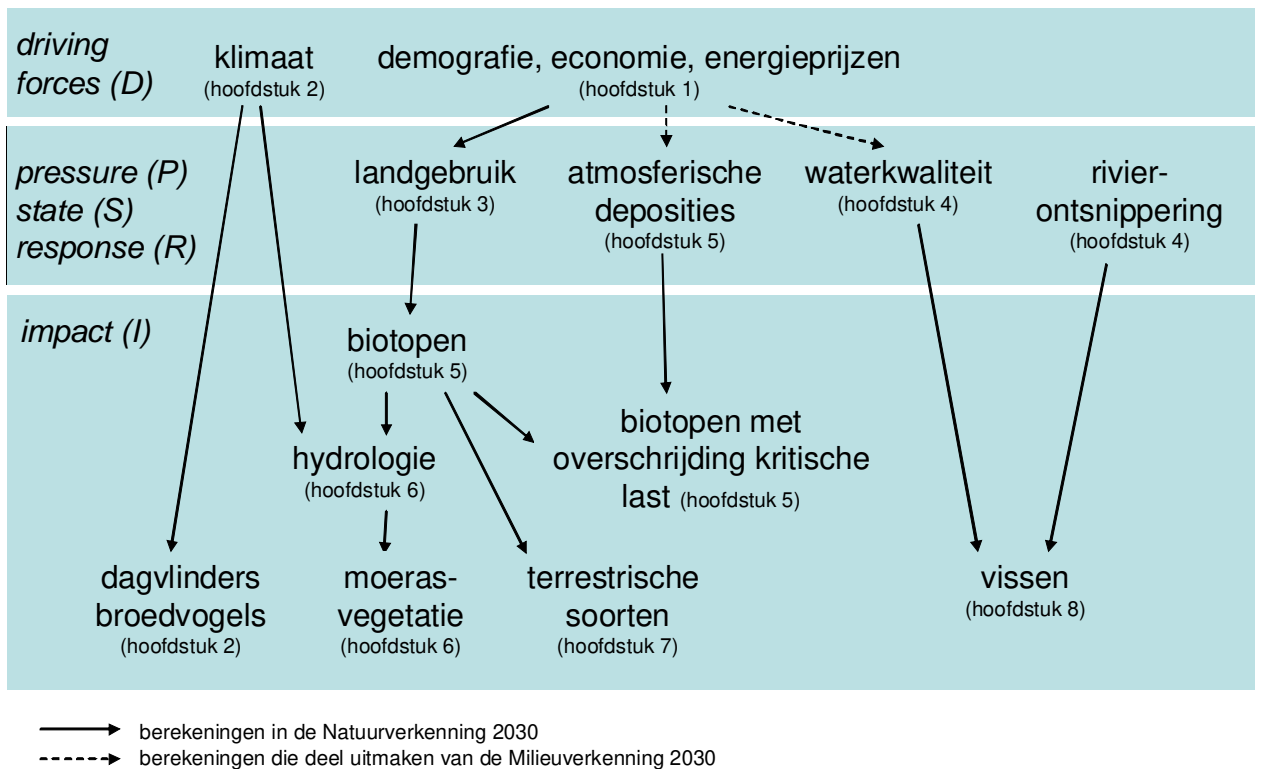 driving
forces (D)
klimaat
(hoofdstuk 2)
demografie, economie, energieprijzen
(hoofdstuk 1)
pressure (P)
state (S)
response (R)
landgebruik
(hoofdstuk 3)
atmosferische
deposities
(hoofdstuk 5)
waterkwaliteit
(hoofdstuk 4)
rivier-
ontsnippering
(hoofdstuk 4)
impact (I)
biotopen
(hoofdstuk 5)
hydrologie
(hoofdstuk 6)
biotopen met
overschrijding kritische
last (hoofdstuk 5)
dagvlinders
broedvogels
(hoofdstuk 2)
moeras-
vegetatie
(hoofdstuk 6)
terrestrische
soorten
(hoofdstuk 7)
vissen
(hoofdstuk 8)
berekeningen in de Natuurverkenning 2030
berekeningen die deel uitmaken van de Milieuverkenning 2030